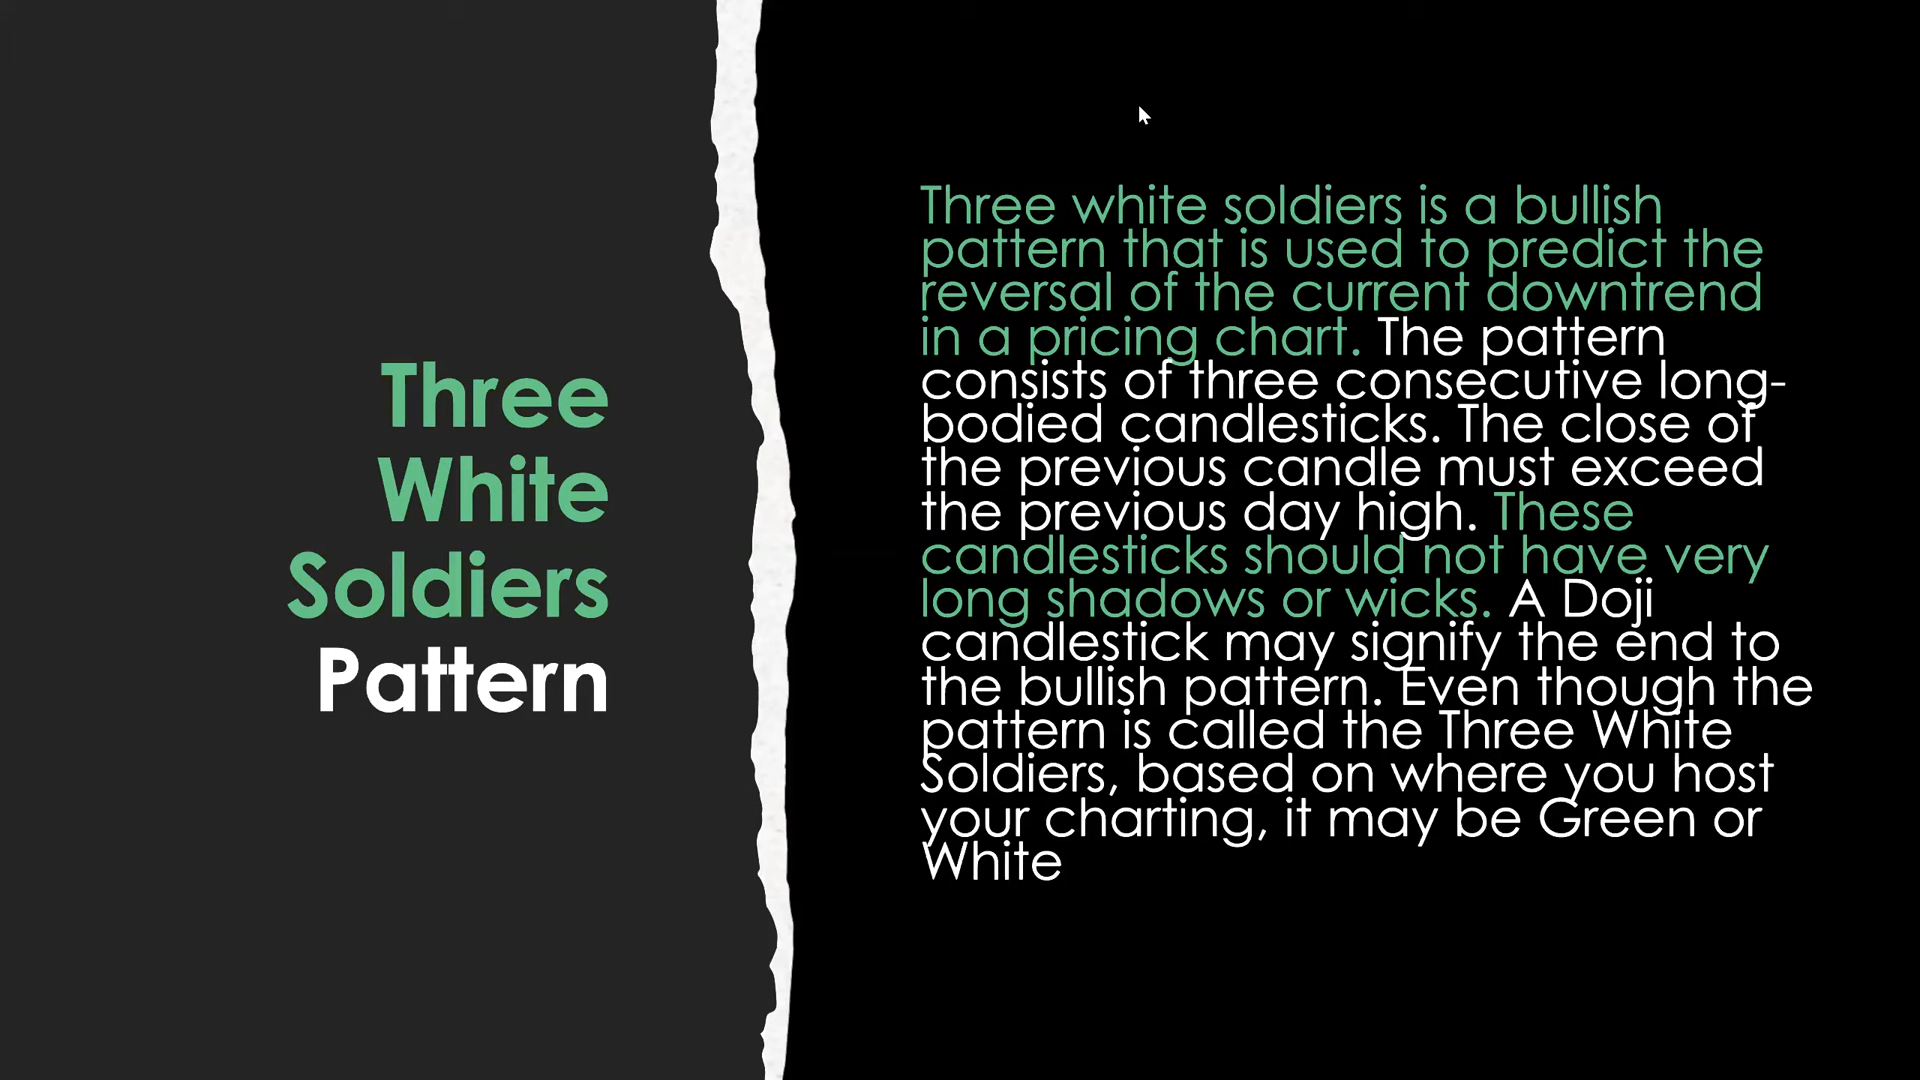 Three
White
Soldiers
Pattern
Three white soldiers is a bullish
pattern that is used to predict the
reversal of the current downtrend
in a pricing chart. The pattern
consists of three consecutive long-
bodied candlesticks. The close of
the previous candle must exceed
the previous day high. These
candlesticks should not have very
long shadows or wicks. A Doji
candlestick may signify the end to
the bullish pattern. Even though the
pattern is called the Three White
Soldiers, based on where you host
your charting, it may be Green or
White